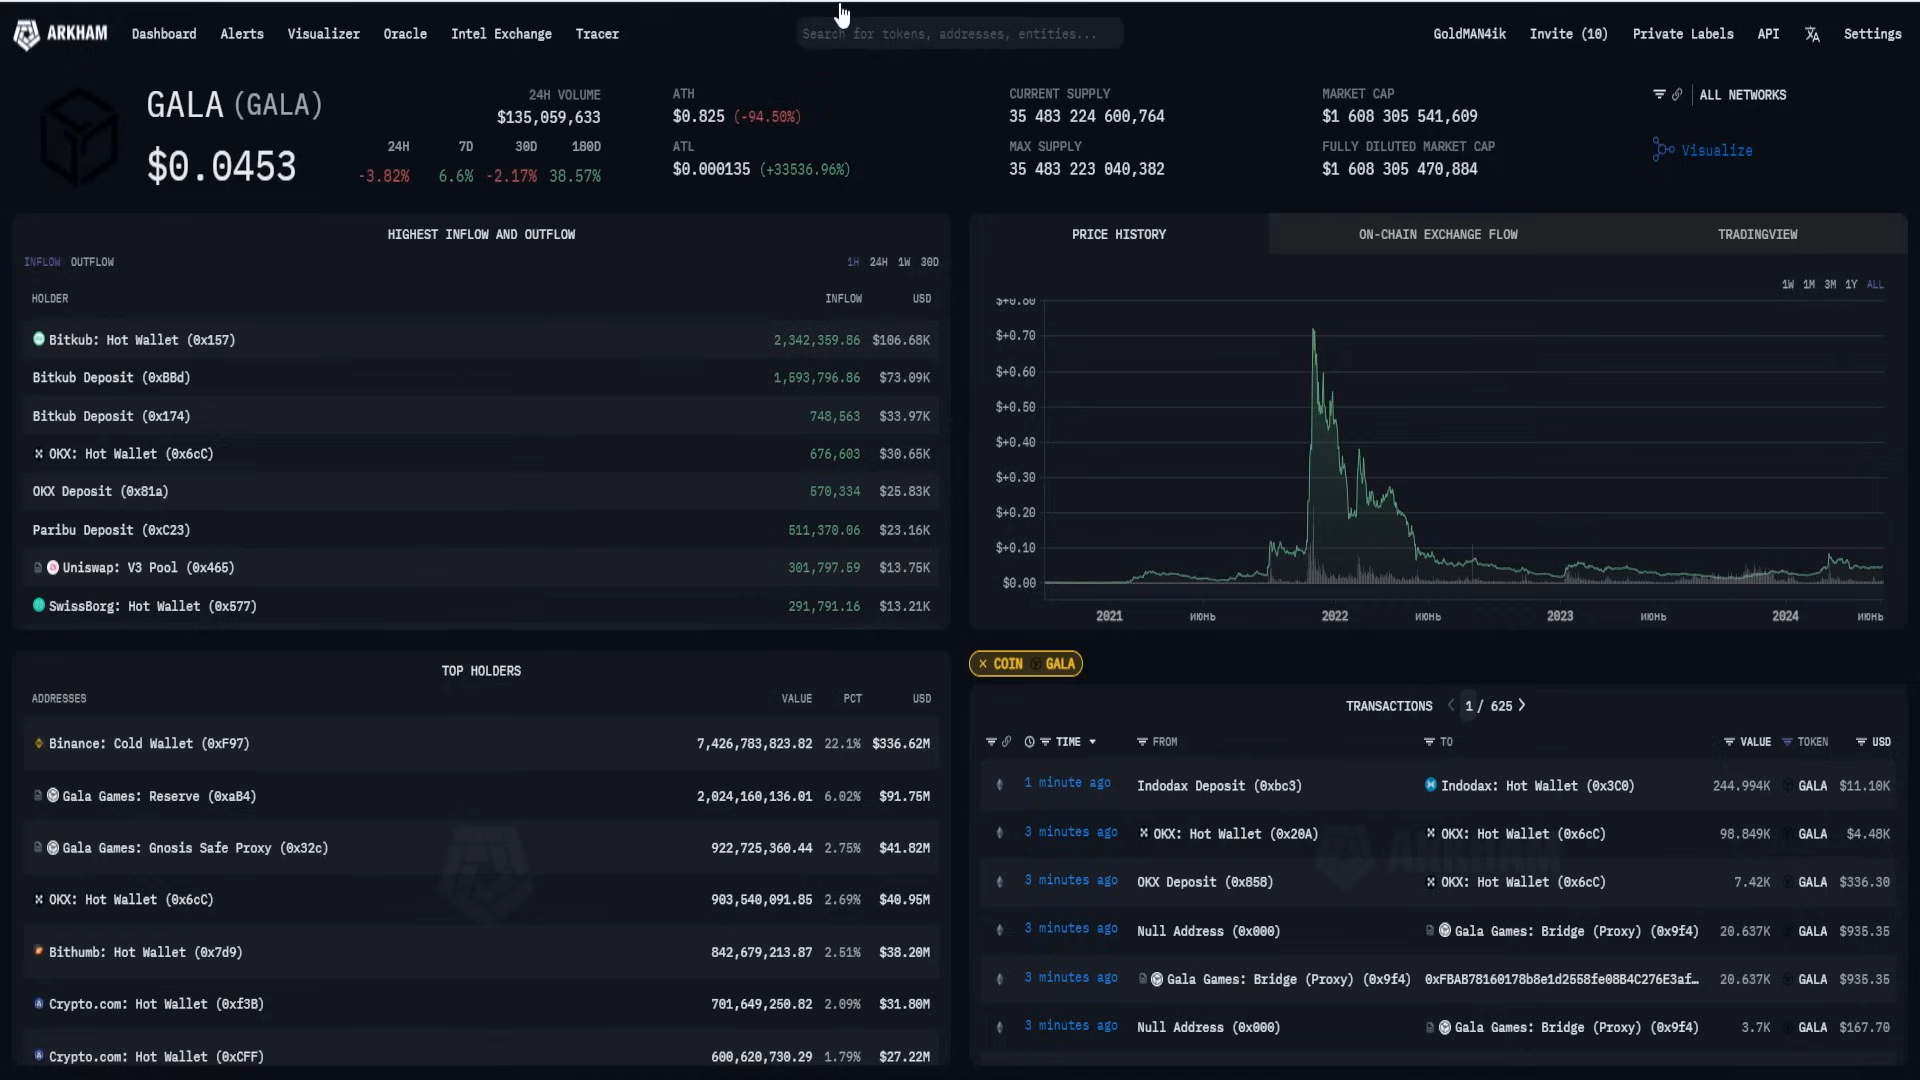 ARKHAM Dashboard Alerts Visualizer Oracle Intel Exchange Tracer Search for tokens, addresses, entities... GoldMAN4ik Invite (10) Private Labels API Settings
GALA (GALA)
$0.0453
24H VOLUME
$135,059,633
24H 7D 30D 180D
-3.82% 6.6% -2.17% 38.57%
ATH
$0.825 (-94.50%)
ATL
$0.000135 (+33536.96%)
CURRENT SUPPLY
35 483 224 600,764
MAX SUPPLY
35 483 223 040,382
MARKET CAP
$1 608 305 541,609
FULLY DILUTED MARKET CAP
$1 608 305 470,884
ALL NETWORKS
Visualize
HIGHEST INFLOW AND OUTFLOW
INFLOW OUTFLOW 1H 24H 1W 30D
HOLDER INFLOW USD
Bitkub: Hot Wallet (0x157) 2,342,359.86 $106.68K
Bitkub Deposit (0xBBd) 1,593,796.86 $73.09K
Bitkub Deposit (0x174) 748,563 $33.97K
OKX: Hot Wallet (0x6cC) 676,603 $30.65K
OKX Deposit (0x81a) 570,334 $25.83K
Paribu Deposit (0xC23) 511,370.06 $23.16K
Uniswap: V3 Pool (0x465) 301,797.59 $13.75K
SwissBorg: Hot Wallet (0x577) 291,791.16 $13.21K
PRICE HISTORY ON-CHAIN EXCHANGE FLOW TRADINGVIEW
1W 1M 3M 1Y ALL
$+0.80
$+0.70
$+0.60
$+0.50
$+0.40
$+0.30
$+0.20
$+0.10
$0.00
2021 июнь 2022 июнь 2023 июнь 2024 июнь
TOP HOLDERS
ADDRESSES VALUE PCT USD
Binance: Cold Wallet (0xF97) 7,426,783,823.82 22.1% $336.62M
Gala Games: Reserve (0xaB4) 2,024,160,136.01 6.02% $91.75M
Gala Games: Gnosis Safe Proxy (0x32c) 922,725,360.44 2.75% $41.82M
OKX: Hot Wallet (0x6cC) 903,540,091.85 2.69% $40.95M
Bithumb: Hot Wallet (0x7d9) 842,679,213.87 2.51% $38.20M
Crypto.com: Hot Wallet (0xf3B) 701,649,250.82 2.09% $31.80M
Crypto.com: Hot Wallet (0xCFF) 600,620,730.29 1.79% $27.22M
× COIN GALA
TRANSACTIONS 1 / 625
TIME FROM TO VALUE TOKEN USD
1 minute ago Indodax Deposit (0xbc3) Indodax: Hot Wallet (0x3C0) 244.994K GALA $11.10K
3 minutes ago OKX: Hot Wallet (0x20A) OKX: Hot Wallet (0x6cC) 98.849K GALA $4.48K
3 minutes ago OKX Deposit (0x858) OKX: Hot Wallet (0x6cC) 7.42K GALA $336.30
3 minutes ago Null Address (0x000) Gala Games: Bridge (Proxy) (0x9f4) 20.637K GALA $935.35
3 minutes ago Gala Games: Bridge (Proxy) (0x9f4) 0xFBAB78160178b8e1d2558fe08B4C276E3af… 20.637K GALA $935.35
3 minutes ago Null Address (0x000) Gala Games: Bridge (Proxy) (0x9f4) 3.7K GALA $167.70
ARKHAM